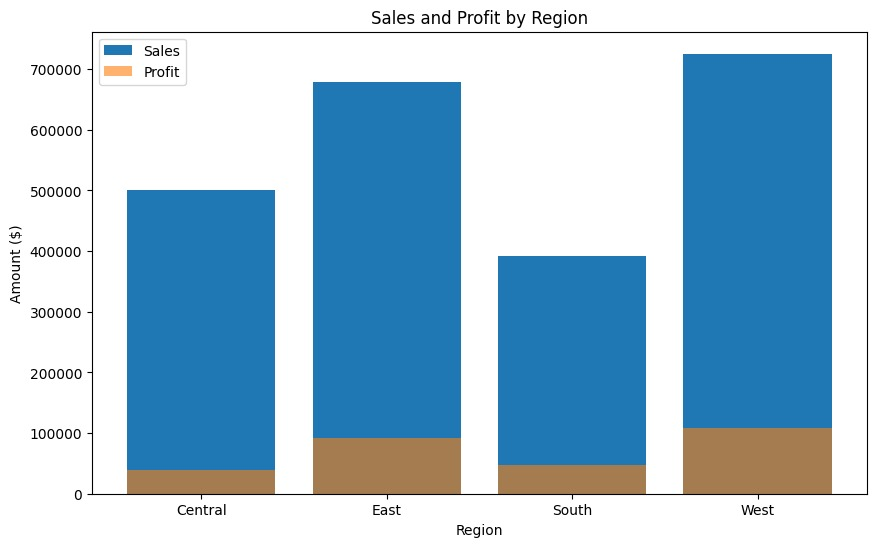 Sales and Profit by Region
Sales
Profit
700000
600000
500000
400000
300000
200000
100000
0
Amount ($)
Central East South West
Region